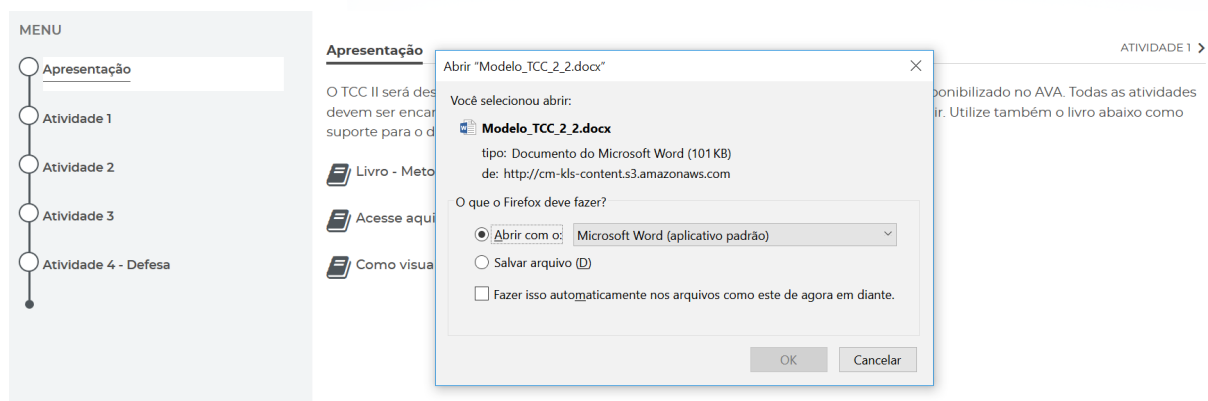 MENU
Apresentação
Atividade 1
Atividade 2
Atividade 3
Atividade 4 - Defesa
Apresentação
ATIVIDADE 1
O TCC II será
devem ser
suporte para o
ponibilizado no AVA. Todas as atividades
ir. Utilize também o livro abaixo como
Livro - Meto
Acesse aqui
Como visua
Abrir "Modelo_TCC_2_2.docx"
Você selecionou abrir:
Modelo_TCC_2_2.docx
tipo: Documento do Microsoft Word (101 KB)
de: http://cm-kls-content.s3.amazonaws.com
O que o Firefox deve fazer?
Abrir com o: Microsoft Word (aplicativo padrão)
Salvar arquivo (D)
Fazer isso automaticamente nos arquivos como este de agora em diante.
OK
Cancelar